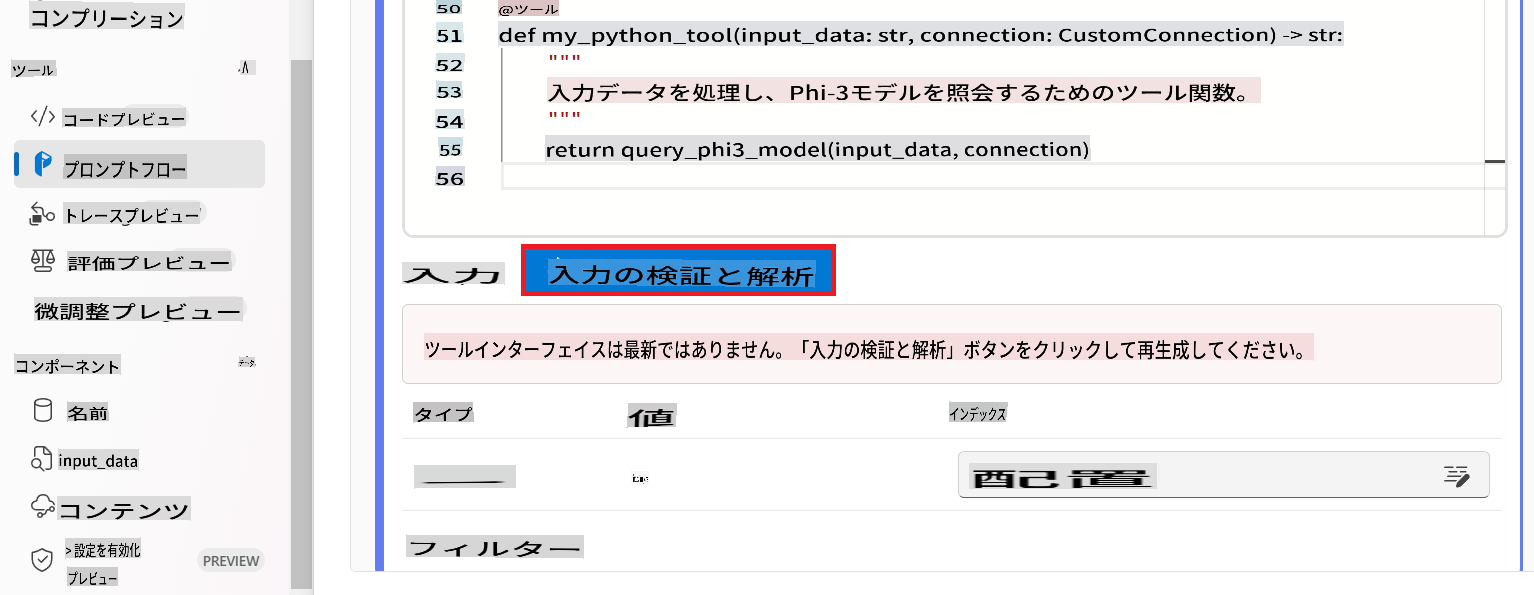 コンプリーション
ツール
コードプレビュー
プロンプトフロー
トレースプレビュー
評価プレビュー
微調整プレビュー
コンポーネント
名前
input_data
コンテンツ
>設定を有効化
プレビュー
PREVIEW
50 @ツール
51 def my_python_tool(input_data: str, connection: CustomConnection) -> str:
52 """
53 入力データを処理し、Phi-3モデルを照会するためのツール関数。
54 """
55 return query_phi3_model(input_data, connection)
56
入力 入力の検証と解析
ツールインターフェイスは最新ではありません。「入力の検証と解析」ボタンをクリックして再生成してください。
タイプ 値 インデックス
配置
フィルター